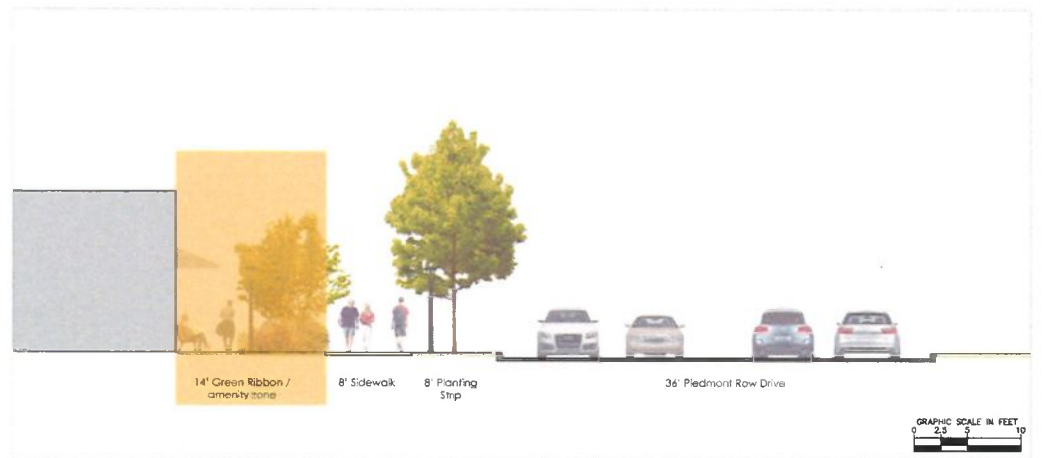 14' Green Ribbon /
amenity zone
8' Sidewalk
8' Planting
Strip
36' Piedmont Row Drive
GRAPHIC SCALE IN FEET
0 2.5 5 10